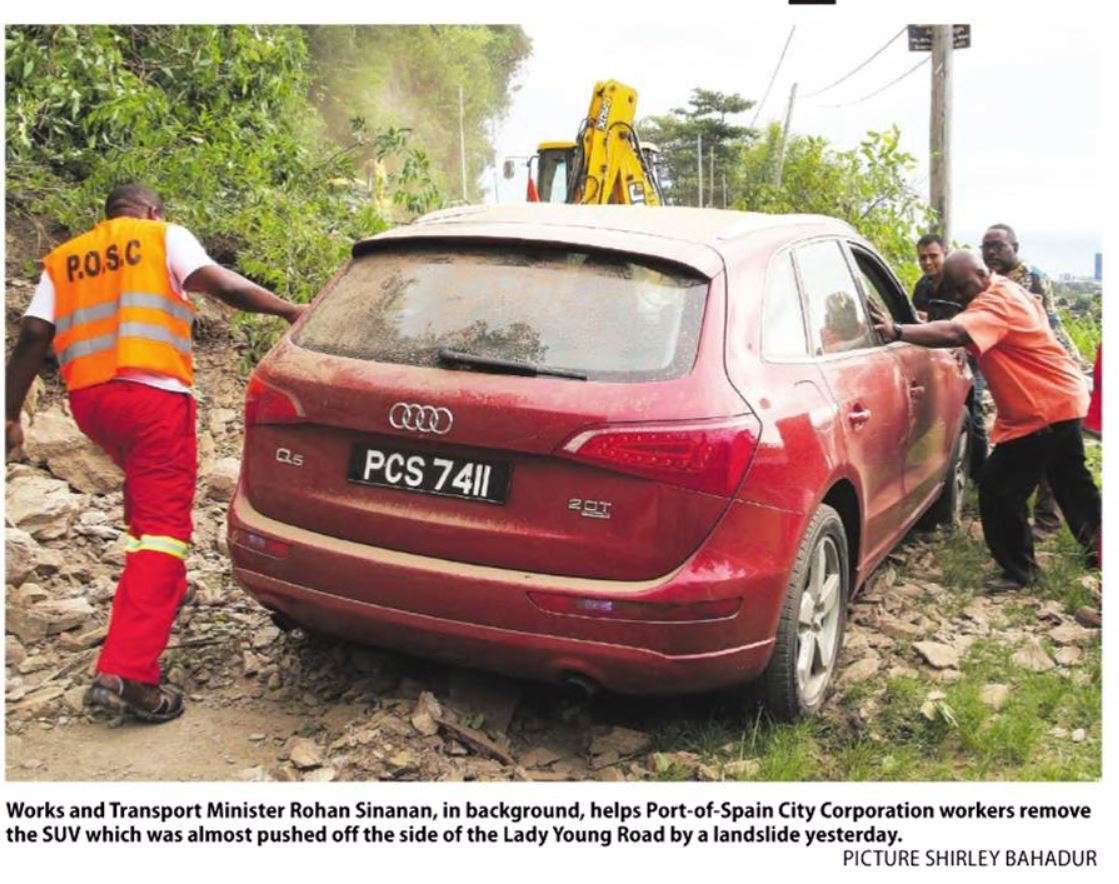 P.O.S.C
Q5
PCS 7411
2.0T
Works and Transport Minister Rohan Sinanan, in background, helps Port-of-Spain City Corporation workers remove
the SUV which was almost pushed off the side of the Lady Young Road by a landslide yesterday.
PICTURE SHIRLEY BAHADUR